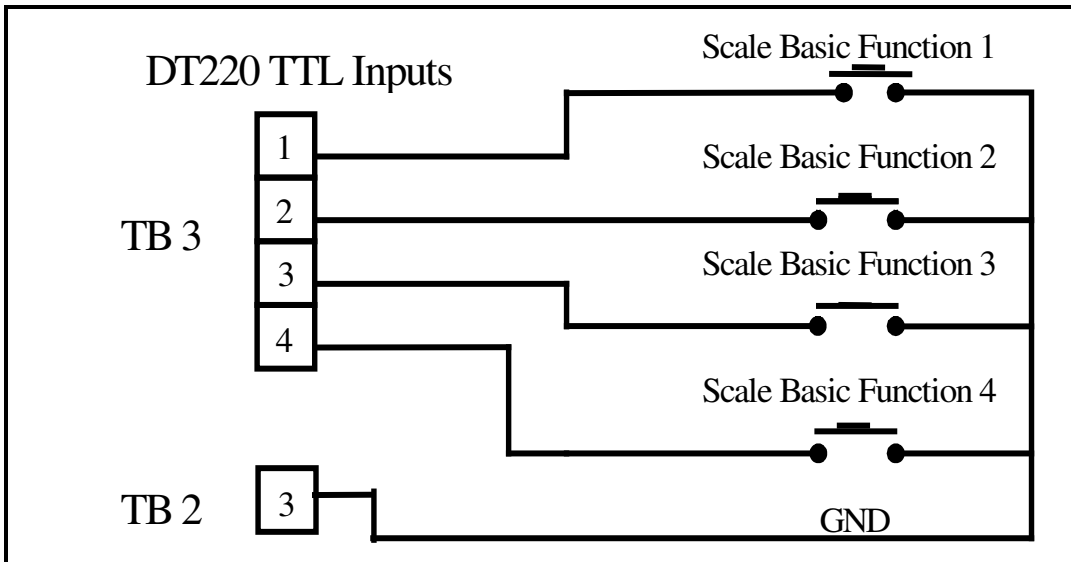 Scale Basic Function 1
DT220 TTL Inputs
1
Scale Basic Function 2
2
TB 3
3
Scale Basic Function 3
4
Scale Basic Function 4
TB 2
3
GND